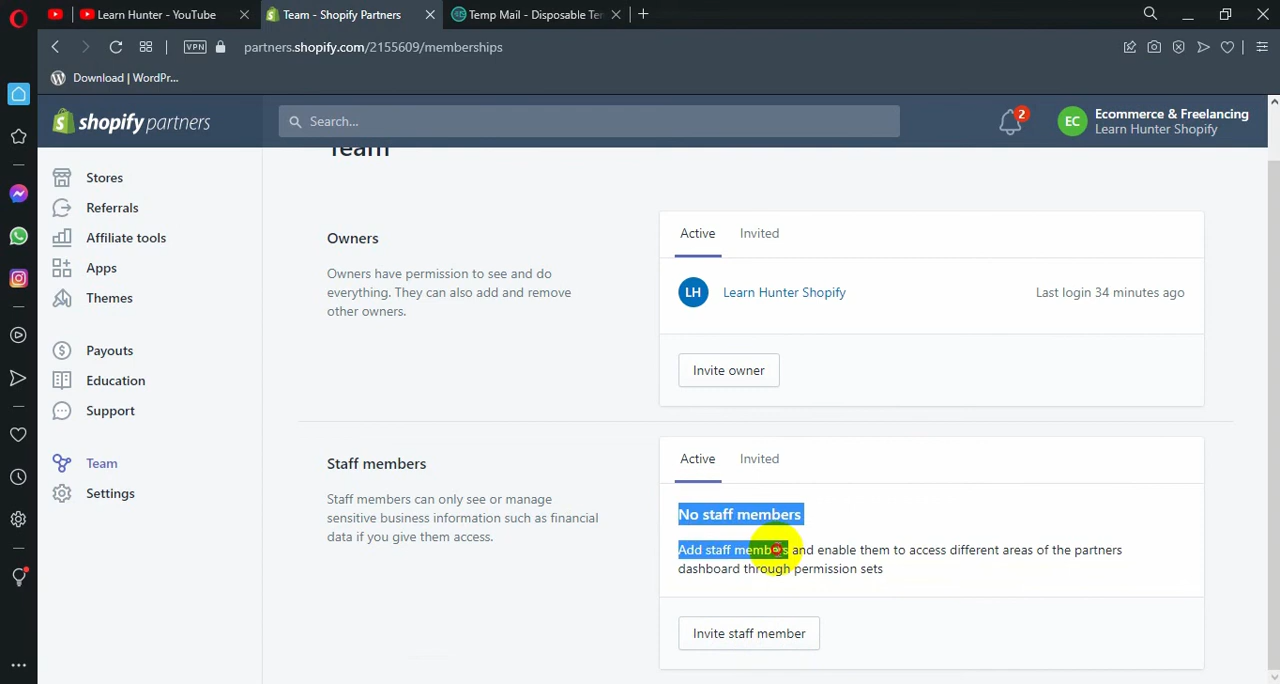 Learn Hunter - YouTube
Team - Shopify Partners
Temp Mail - Disposable Te
VPN
partners.shopify.com/2155609/memberships
Download | WordPr...
shopify partners
Search...
2
EC
Ecommerce & Freelancing
Learn Hunter Shopify
Stores
Referrals
Affiliate tools
Apps
Themes
Payouts
Education
Support
Team
Settings
Team
Owners
Owners have permission to see and do
everything. They can also add and remove
other owners.
Active
Invited
LH
Learn Hunter Shopify
Last login 34 minutes ago
Invite owner
Staff members
Staff members can only see or manage
sensitive business information such as financial
data if you give them access.
Active
Invited
No staff members
Add staff members and enable them to access different areas of the partners
dashboard through permission sets
Invite staff member